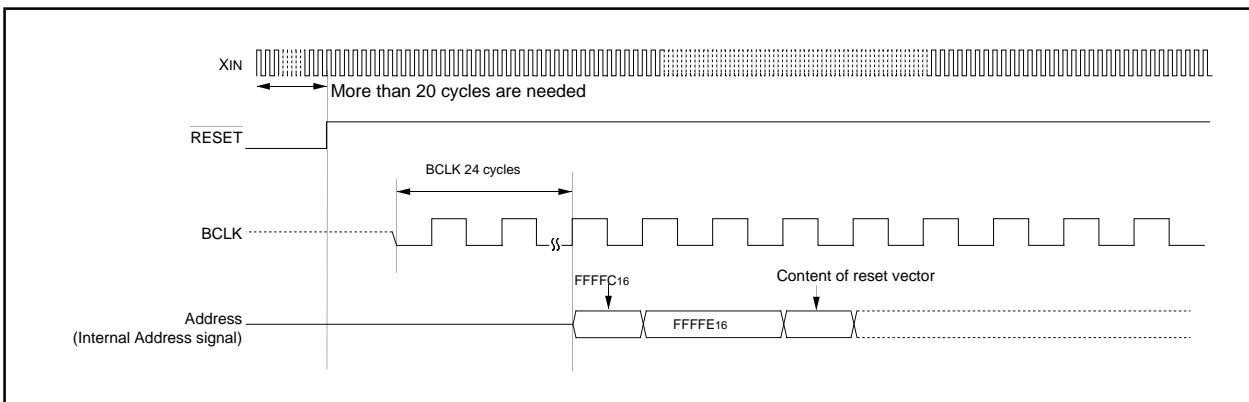 XIN
More than 20 cycles are needed
RESET
BCLK 24 cycles
BCLK
FFFFC16
Content of reset vector
Address
(Internal Address signal)
FFFFE16